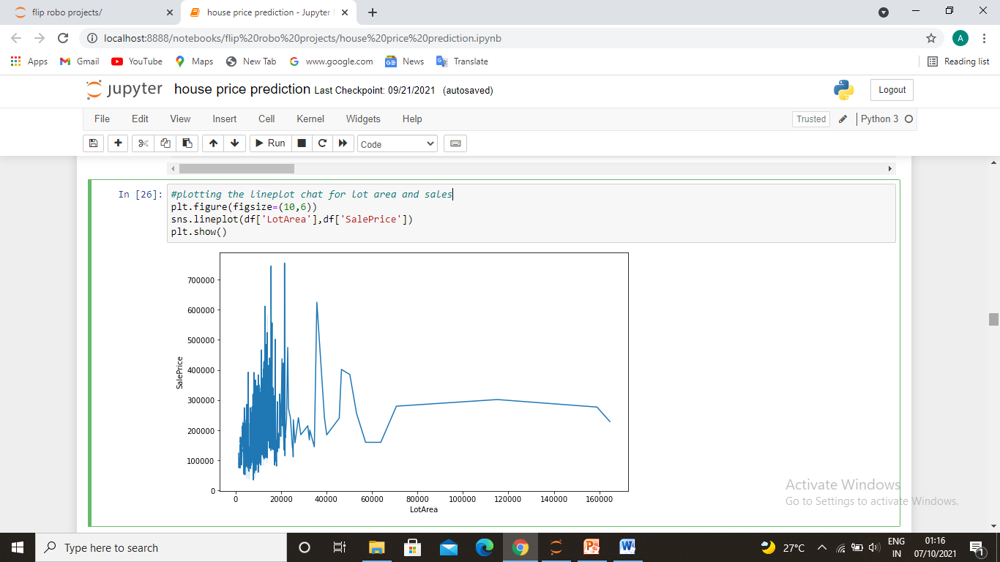 flip robo projects/
house price prediction - Jupyter
localhost:8888/notebooks/flip%20robo%20projects/house%20price%20prediction.ipynb
A
Apps Gmail YouTube Maps New Tab www.google.com News Translate Reading list
jupyter house price prediction Last Checkpoint: 09/21/2021 (autosaved) Logout
File Edit View Insert Cell Kernel Widgets Help Trusted Python 3
Run Code
In [26]: #plotting the lineplot chat for lot area and sales
plt.figure(figsize=(10,6))
sns.lineplot(df['LotArea'],df['SalePrice'])
plt.show()
700000
600000
500000
400000
300000
200000
100000
0
SalePrice
0 20000 40000 60000 80000 100000 120000 140000 160000
LotArea
Activate Windows
Go to Settings to activate Windows.
Type here to search
27°C
ENG
IN
01:16
07/10/2021
1